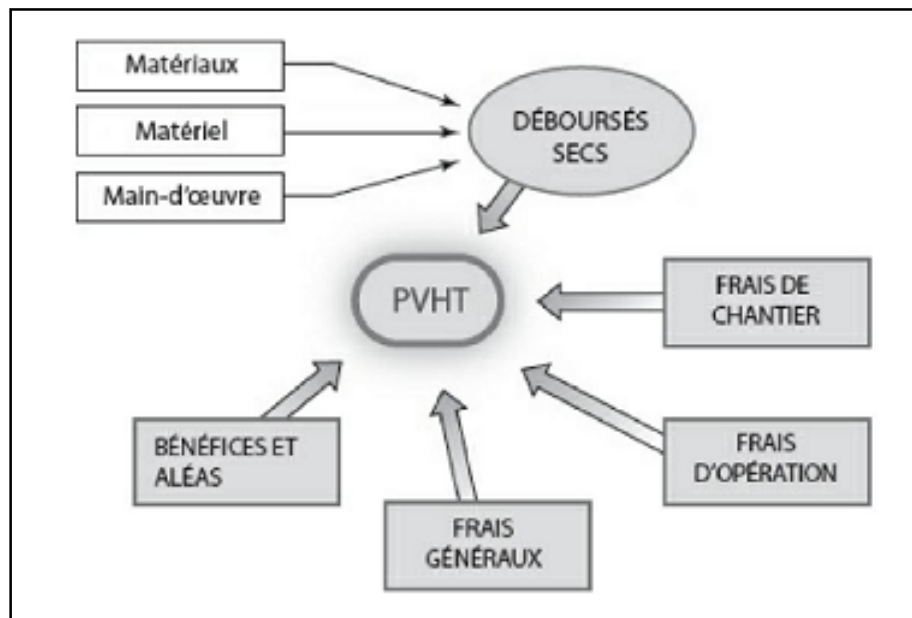 Matériaux
Matériel
Main-d'œuvre
DÉBOURSÉS
SECS
PVHT
FRAIS DE
CHANTIER
BÉNÉFICES ET
ALÉAS
FRAIS
D'OPÉRATION
FRAIS
GÉNÉRAUX